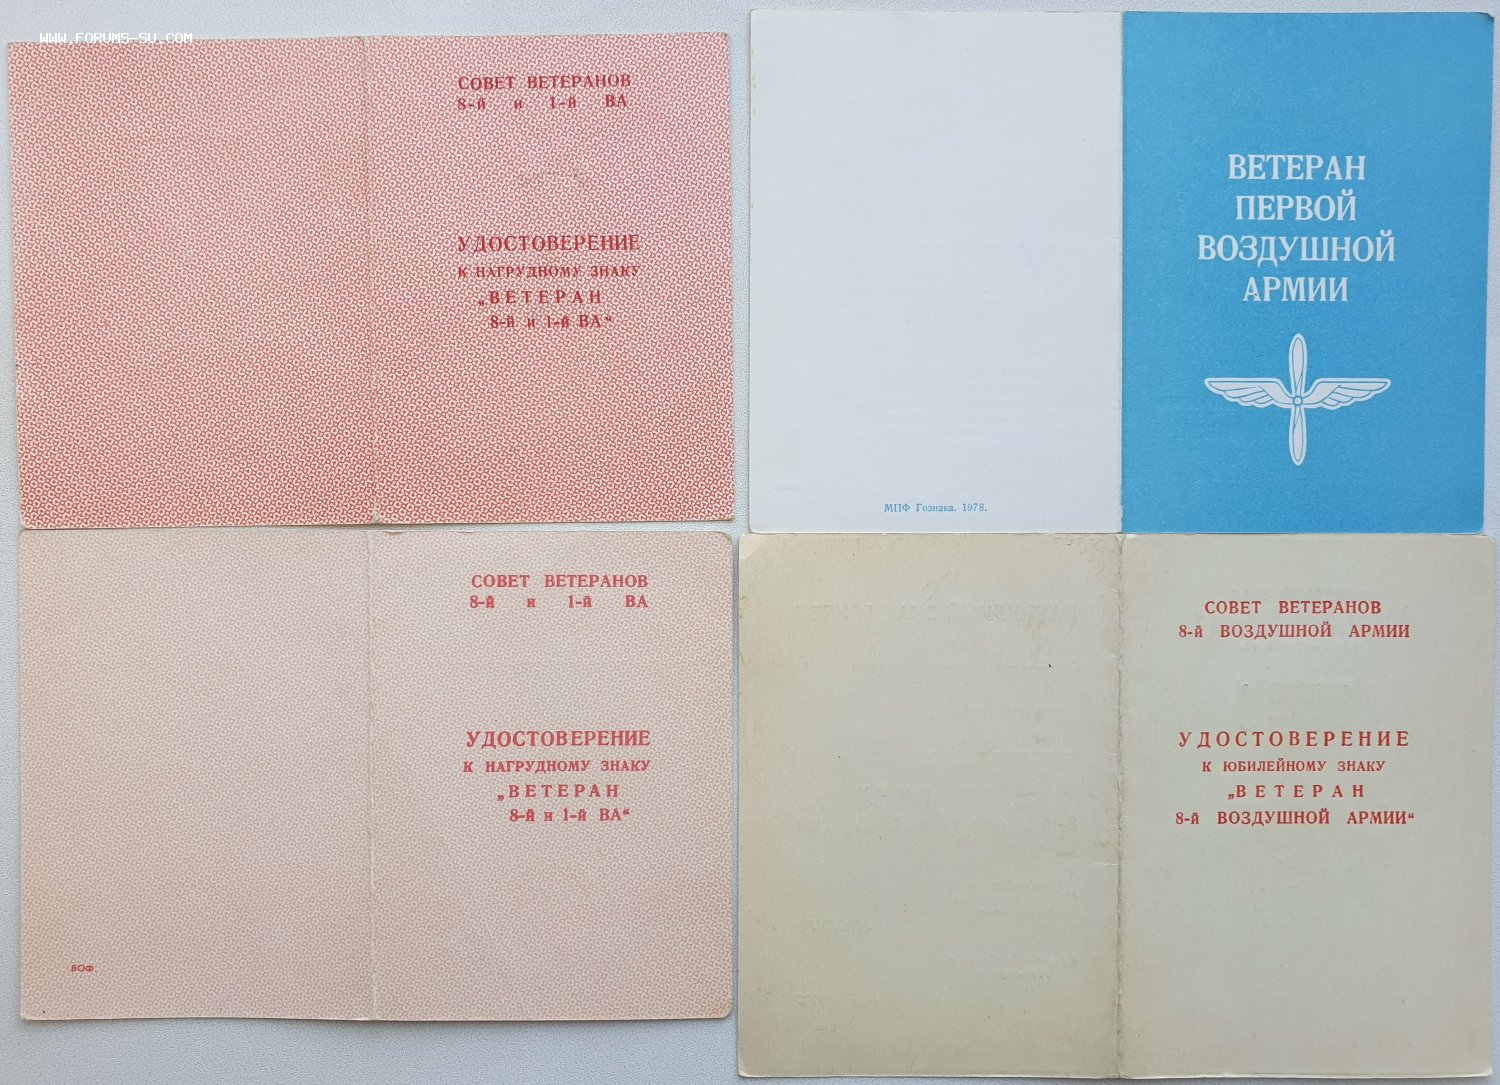 WWW.FORUMS-SU.COM
СОВЕТ ВЕТЕРАНОВ
8-й и 1-й ВА
УДОСТОВЕРЕНИЕ
К НАГРУДНОМУ ЗНАКУ
„ВЕТЕРАН
8-й и 1-й ВА“
ВЕТЕРАН
ПЕРВОЙ
ВОЗДУШНОЙ
АРМИИ
МПФ Гознака. 1978.
СОВЕТ ВЕТЕРАНОВ
8-й и 1-й ВА
УДОСТОВЕРЕНИЕ
К НАГРУДНОМУ ЗНАКУ
„ВЕТЕРАН
8-й и 1-й ВА“
ВОФ
СОВЕТ ВЕТЕРАНОВ
8-й ВОЗДУШНОЙ АРМИИ
УДОСТОВЕРЕНИЕ
К ЮБИЛЕЙНОМУ ЗНАКУ
„ВЕТЕРАН
8-й ВОЗДУШНОЙ АРМИИ“